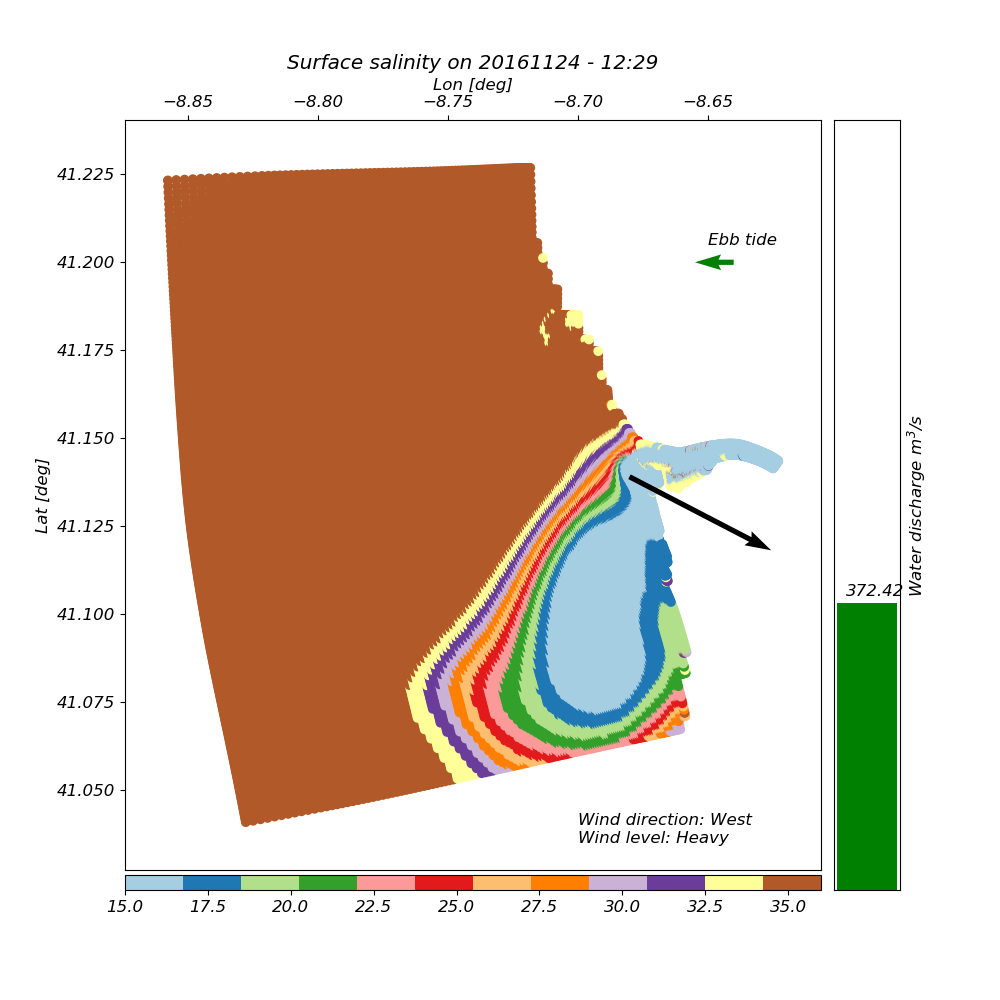 Surface salinity on 20161124 - 12:29
Lon [deg]
−8.85 −8.80 −8.75 −8.70 −8.65
41.225
Ebb tide
41.200
41.175
41.150
Lat [deg]
41.125
41.100
41.075
41.050
Water discharge m³/s
372.42
Wind direction: West
Wind level: Heavy
15.0 17.5 20.0 22.5 25.0 27.5 30.0 32.5 35.0